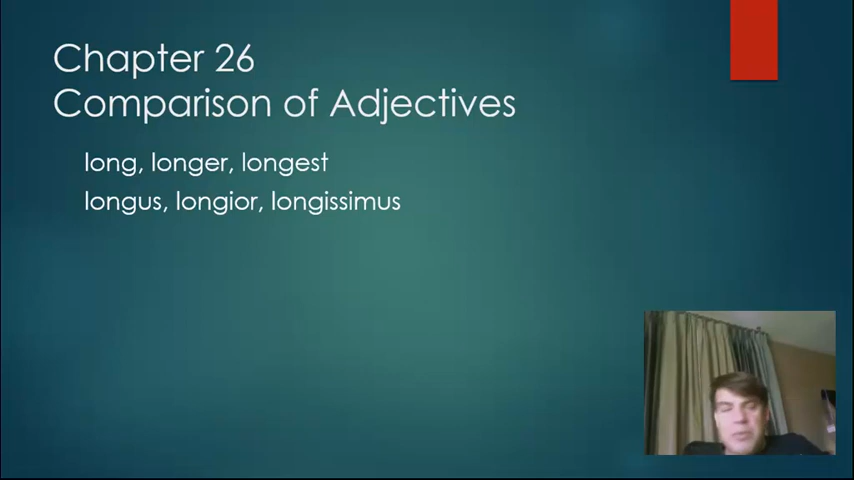 Chapter 26
Comparison of Adjectives
long, longer, longest
longus, longior, longissimus